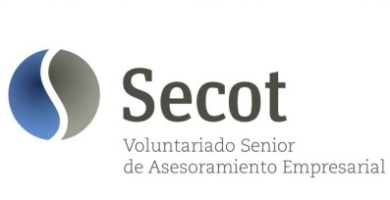 Secot
Voluntariado Senior
de Asesoramiento Empresarial